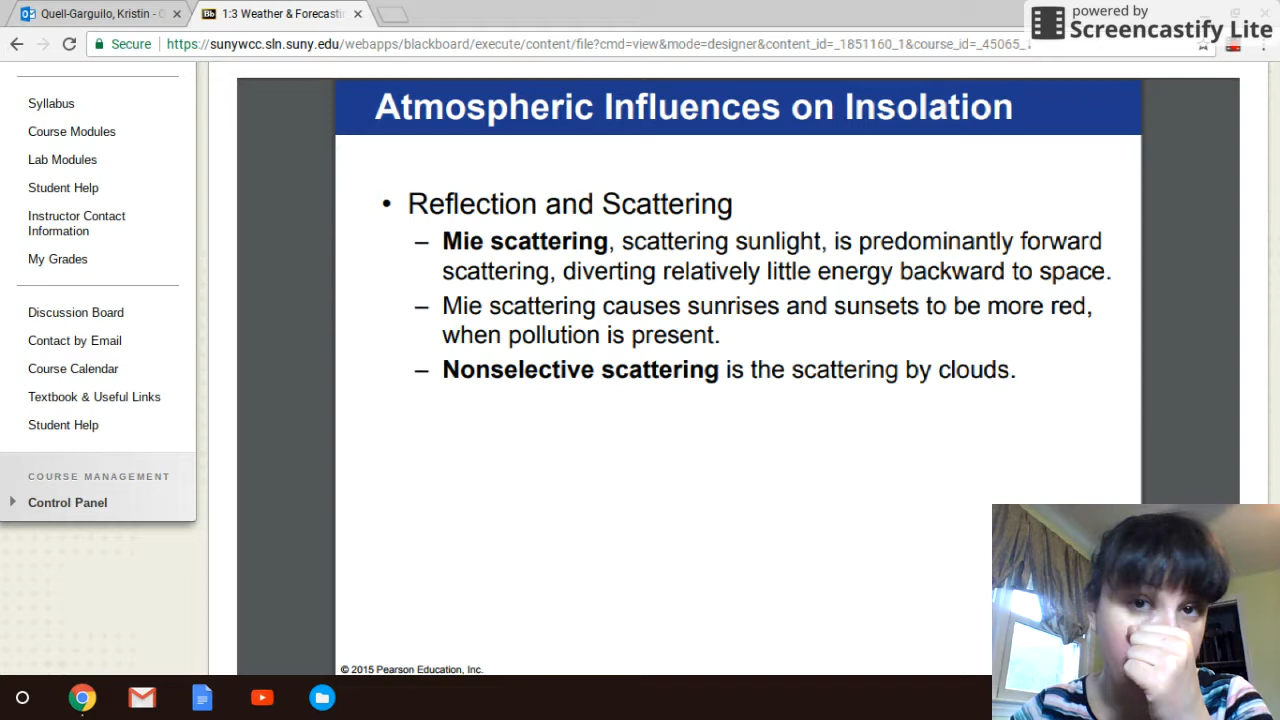 Quell-Garguilo, Kristin - O
Bb 1:3 Weather & Forecastin
powered by
Screencastify Lite
Secure https://sunywcc.sln.suny.edu/webapps/blackboard/execute/content/file?cmd=view&mode=designer&content_id=_1851160_1&course_id=_45065_1
Syllabus
Course Modules
Lab Modules
Student Help
Instructor Contact
Information
My Grades
Discussion Board
Contact by Email
Course Calendar
Textbook & Useful Links
Student Help
COURSE MANAGEMENT
Control Panel
Atmospheric Influences on Insolation
• Reflection and Scattering
– Mie scattering, scattering sunlight, is predominantly forward
scattering, diverting relatively little energy backward to space.
– Mie scattering causes sunrises and sunsets to be more red,
when pollution is present.
– Nonselective scattering is the scattering by clouds.
© 2015 Pearson Education, Inc.